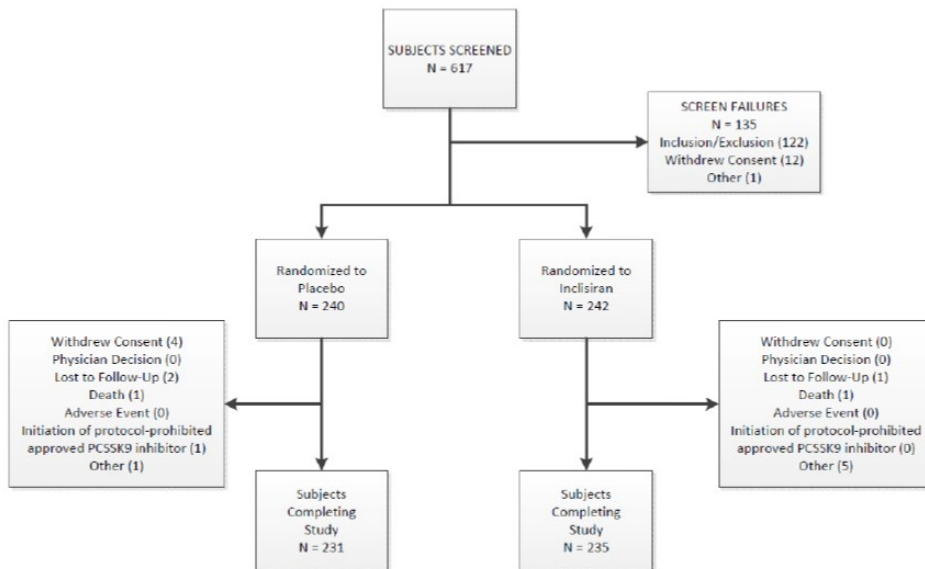 SUBJECTS SCREENED
N = 617
SCREEN FAILURES
N = 135
Inclusion/Exclusion (122)
Withdrew Consent (12)
Other (1)
Randomized to
Placebo
N = 240
Randomized to
Inclisiran
N = 242
Withdrew Consent (4)
Physician Decision (0)
Lost to Follow-Up (2)
Death (1)
Adverse Event (0)
Initiation of protocol-prohibited
approved PCSSK9 inhibitor (1)
Other (1)
Withdrew Consent (0)
Physician Decision (0)
Lost to Follow-Up (1)
Death (1)
Adverse Event (0)
Initiation of protocol-prohibited
approved PCSSK9 inhibitor (0)
Other (5)
Subjects
Completing
Study
N = 231
Subjects
Completing
Study
N = 235